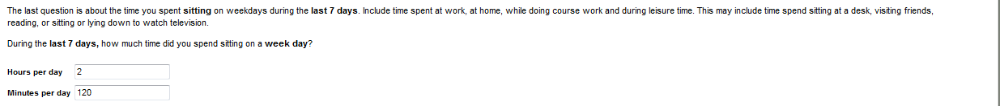 The last question is about the time you spent sitting on weekdays during the last 7 days. Include time spent at work, at home, while doing course work and during leisure time. This may include time spend sitting at a desk, visiting friends,
reading, or sitting or lying down to watch television.
During the last 7 days, how much time did you spend sitting on a week day?
Hours per day 2
Minutes per day 120